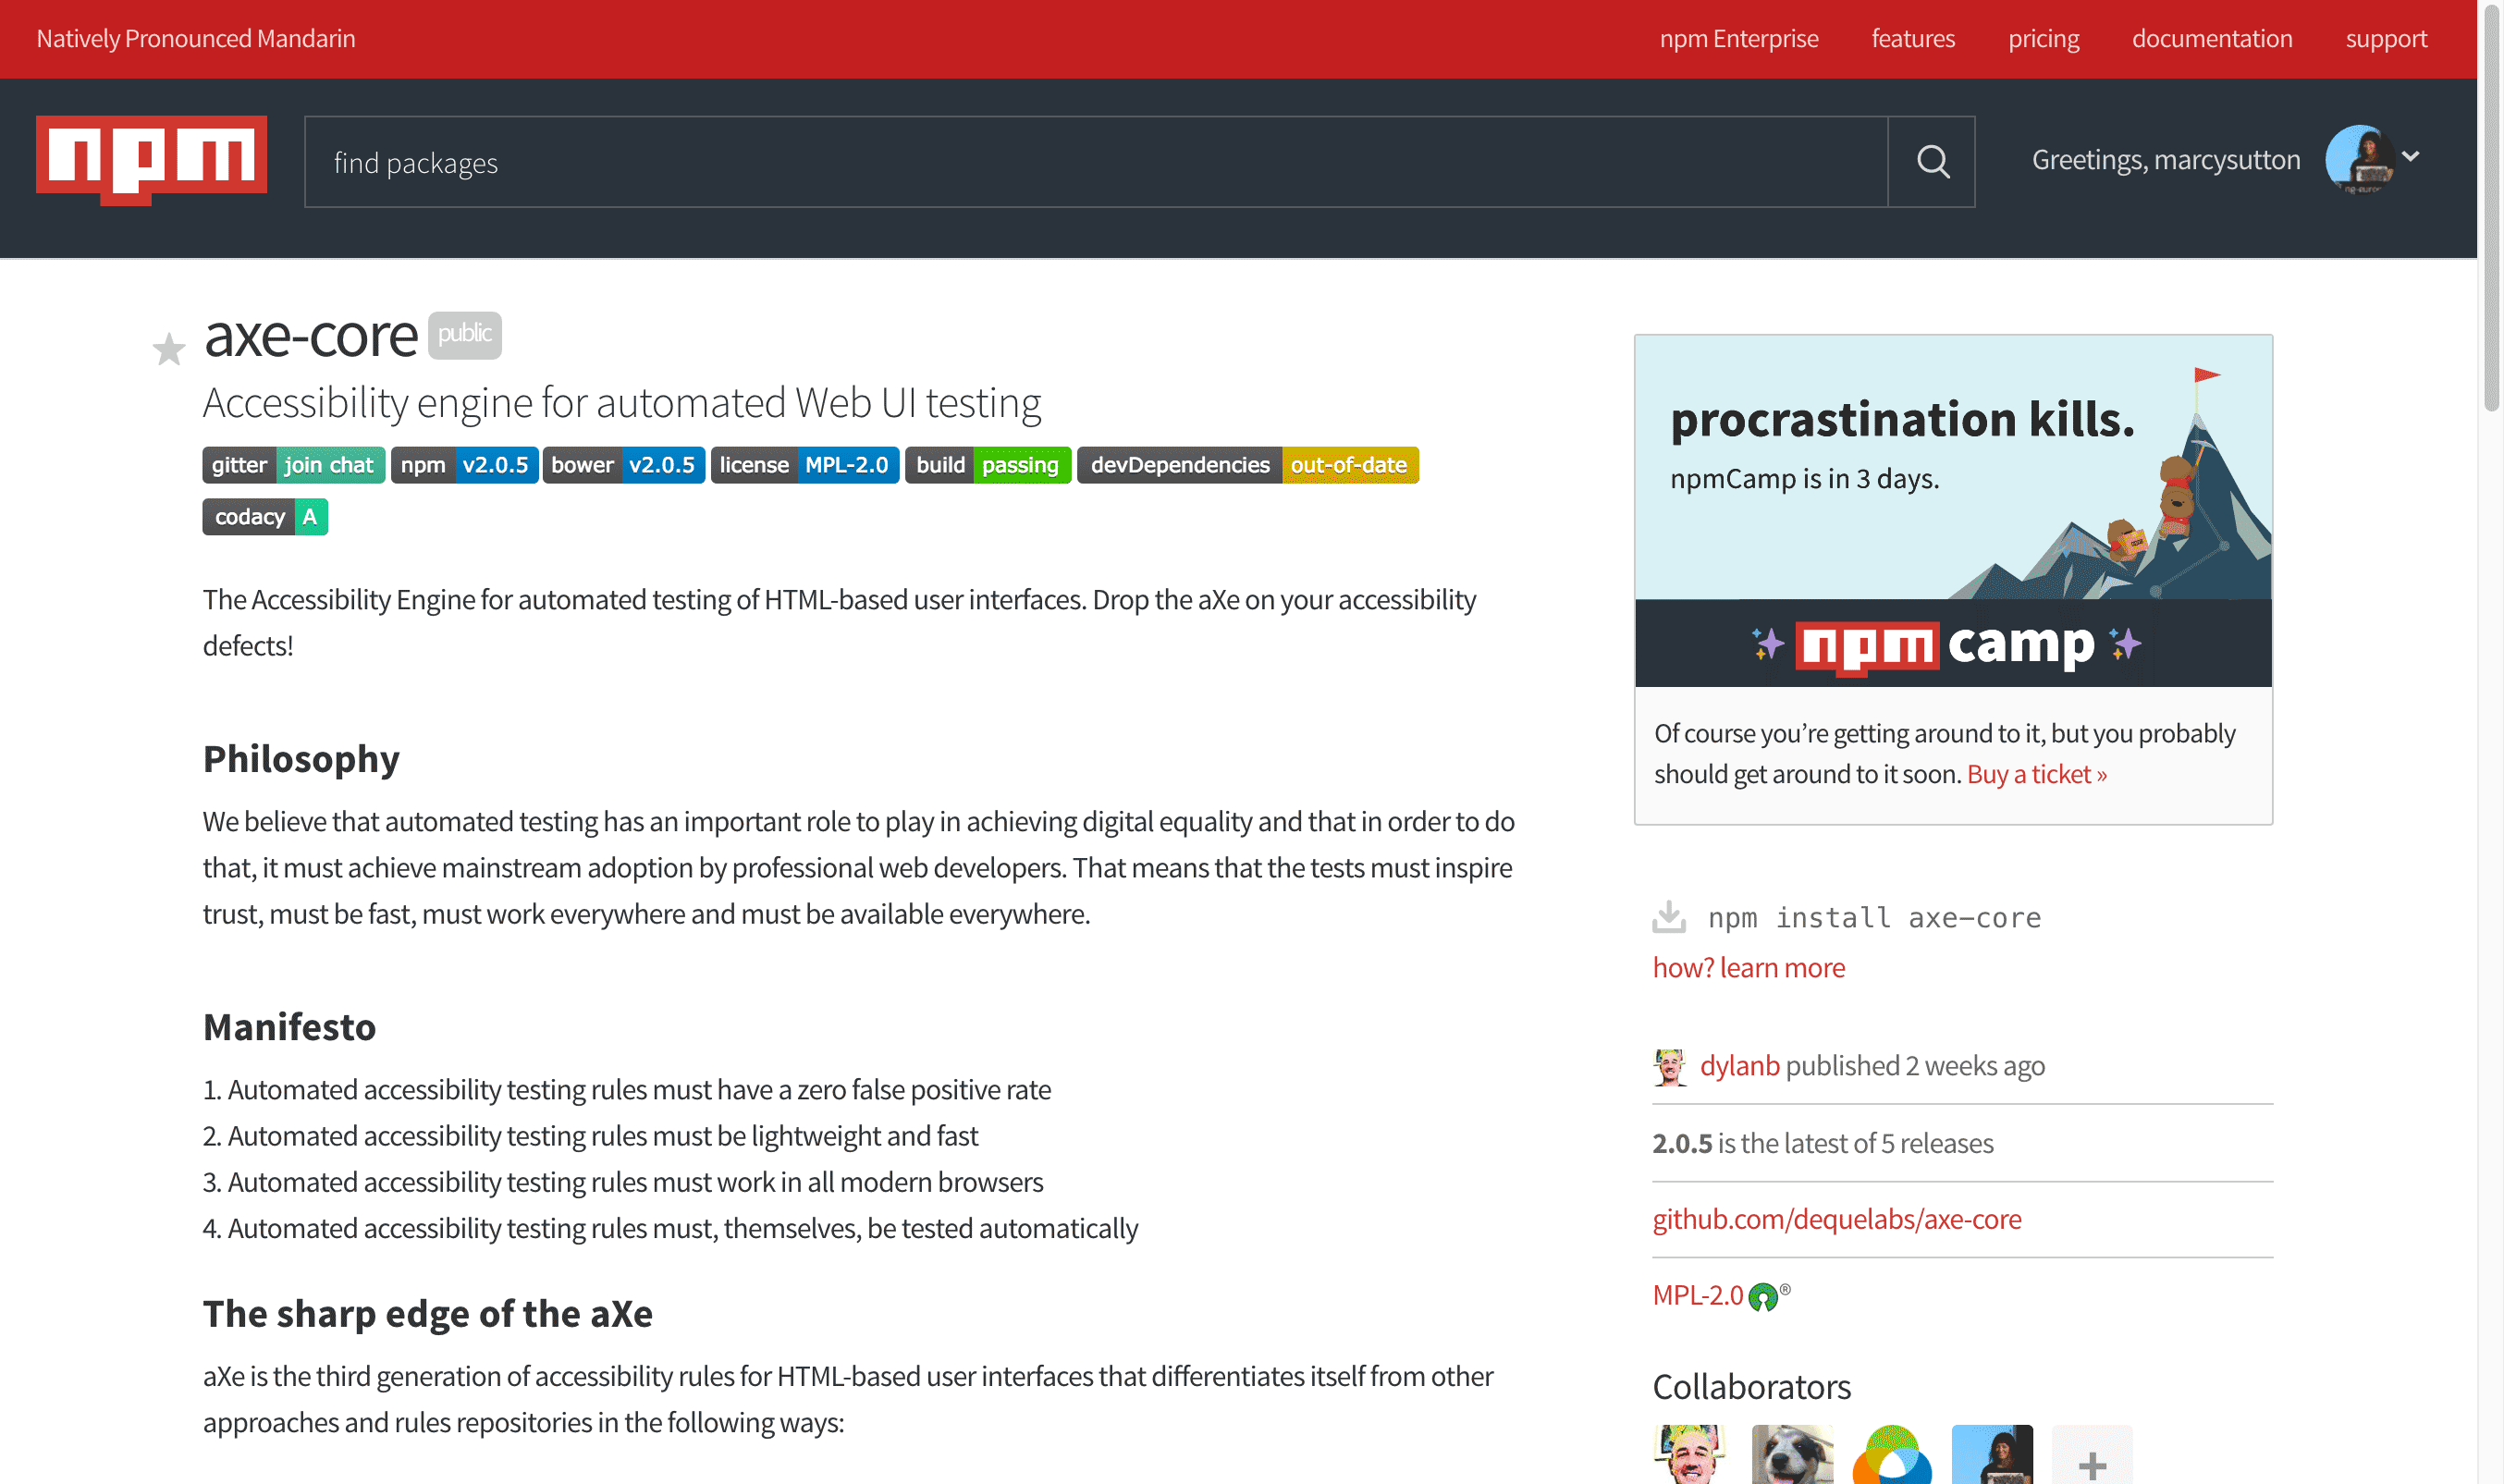 Natively Pronounced Mandarin
npm Enterprise features pricing documentation support
npm
find packages
Greetings, marcysutton
axe-core public
Accessibility engine for automated Web UI testing
gitter join chat npm v2.0.5 bower v2.0.5 license MPL-2.0 build passing devDependencies out-of-date
codacy A
The Accessibility Engine for automated testing of HTML-based user interfaces. Drop the aXe on your accessibility
defects!
Philosophy
We believe that automated testing has an important role to play in achieving digital equality and that in order to do
that, it must achieve mainstream adoption by professional web developers. That means that the tests must inspire
trust, must be fast, must work everywhere and must be available everywhere.
Manifesto
1. Automated accessibility testing rules must have a zero false positive rate
2. Automated accessibility testing rules must be lightweight and fast
3. Automated accessibility testing rules must work in all modern browsers
4. Automated accessibility testing rules must, themselves, be tested automatically
The sharp edge of the aXe
aXe is the third generation of accessibility rules for HTML-based user interfaces that differentiates itself from other
approaches and rules repositories in the following ways:
procrastination kills.
npmCamp is in 3 days.
npm camp
Of course you’re getting around to it, but you probably
should get around to it soon. Buy a ticket »
npm install axe-core
how? learn more
dylanb published 2 weeks ago
2.0.5 is the latest of 5 releases
github.com/dequelabs/axe-core
MPL-2.0 ®
Collaborators
+